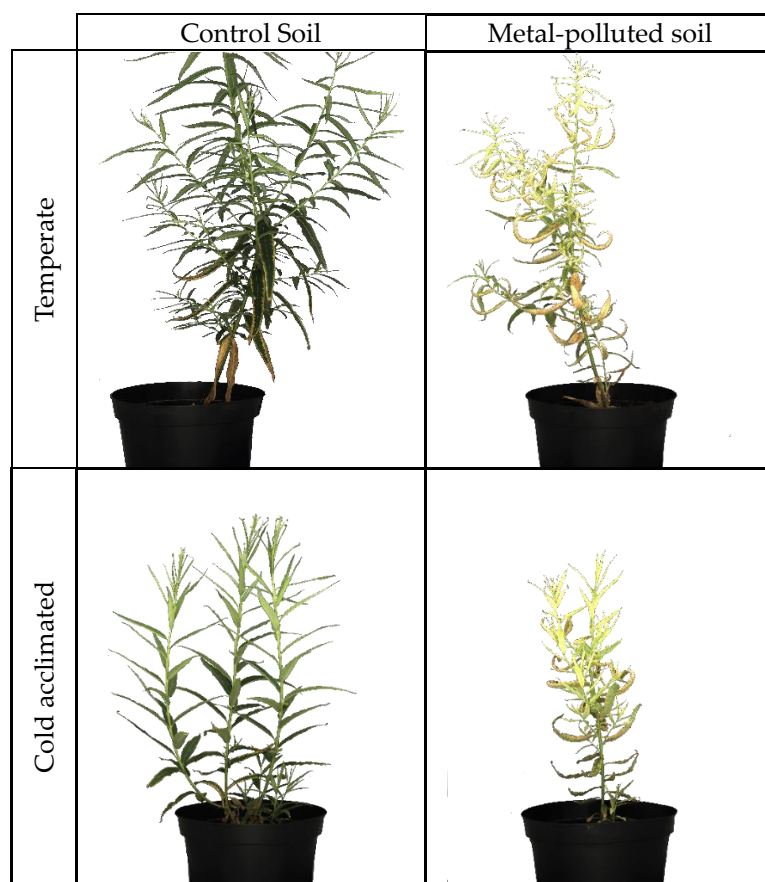 Control Soil
Metal-polluted soil
Temperate
Cold acclimated